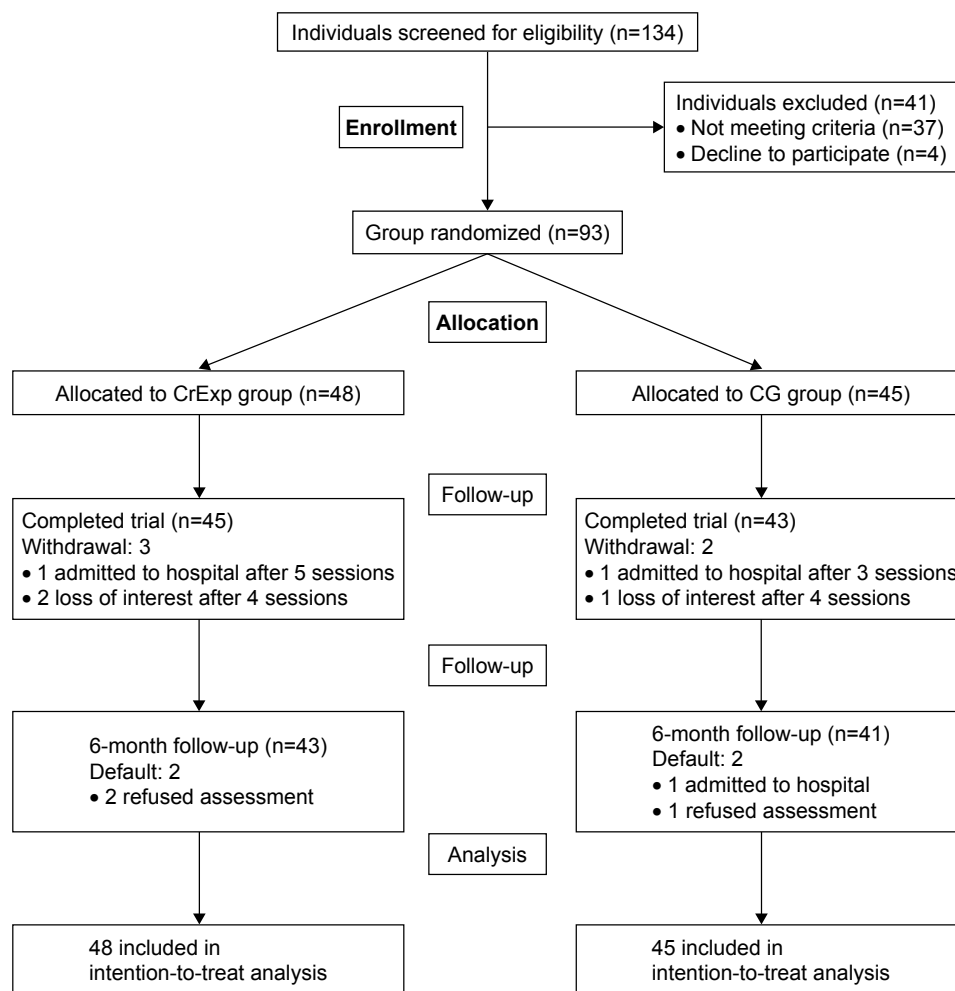 Individuals screened for eligibility (n=134)
Individuals excluded (n=41)
• Not meeting criteria (n=37)
• Decline to participate (n=4)
Enrollment
Group randomized (n=93)
Allocation
Allocated to CrExp group (n=48)
Allocated to CG group (n=45)
Follow-up
Completed trial (n=45)
Withdrawal: 3
• 1 admitted to hospital after 5 sessions
• 2 loss of interest after 4 sessions
Completed trial (n=43)
Withdrawal: 2
• 1 admitted to hospital after 3 sessions
• 1 loss of interest after 4 sessions
Follow-up
6-month follow-up (n=43)
Default: 2
• 2 refused assessment
6-month follow-up (n=41)
Default: 2
• 1 admitted to hospital
• 1 refused assessment
Analysis
48 included in
intention-to-treat analysis
45 included in
intention-to-treat analysis